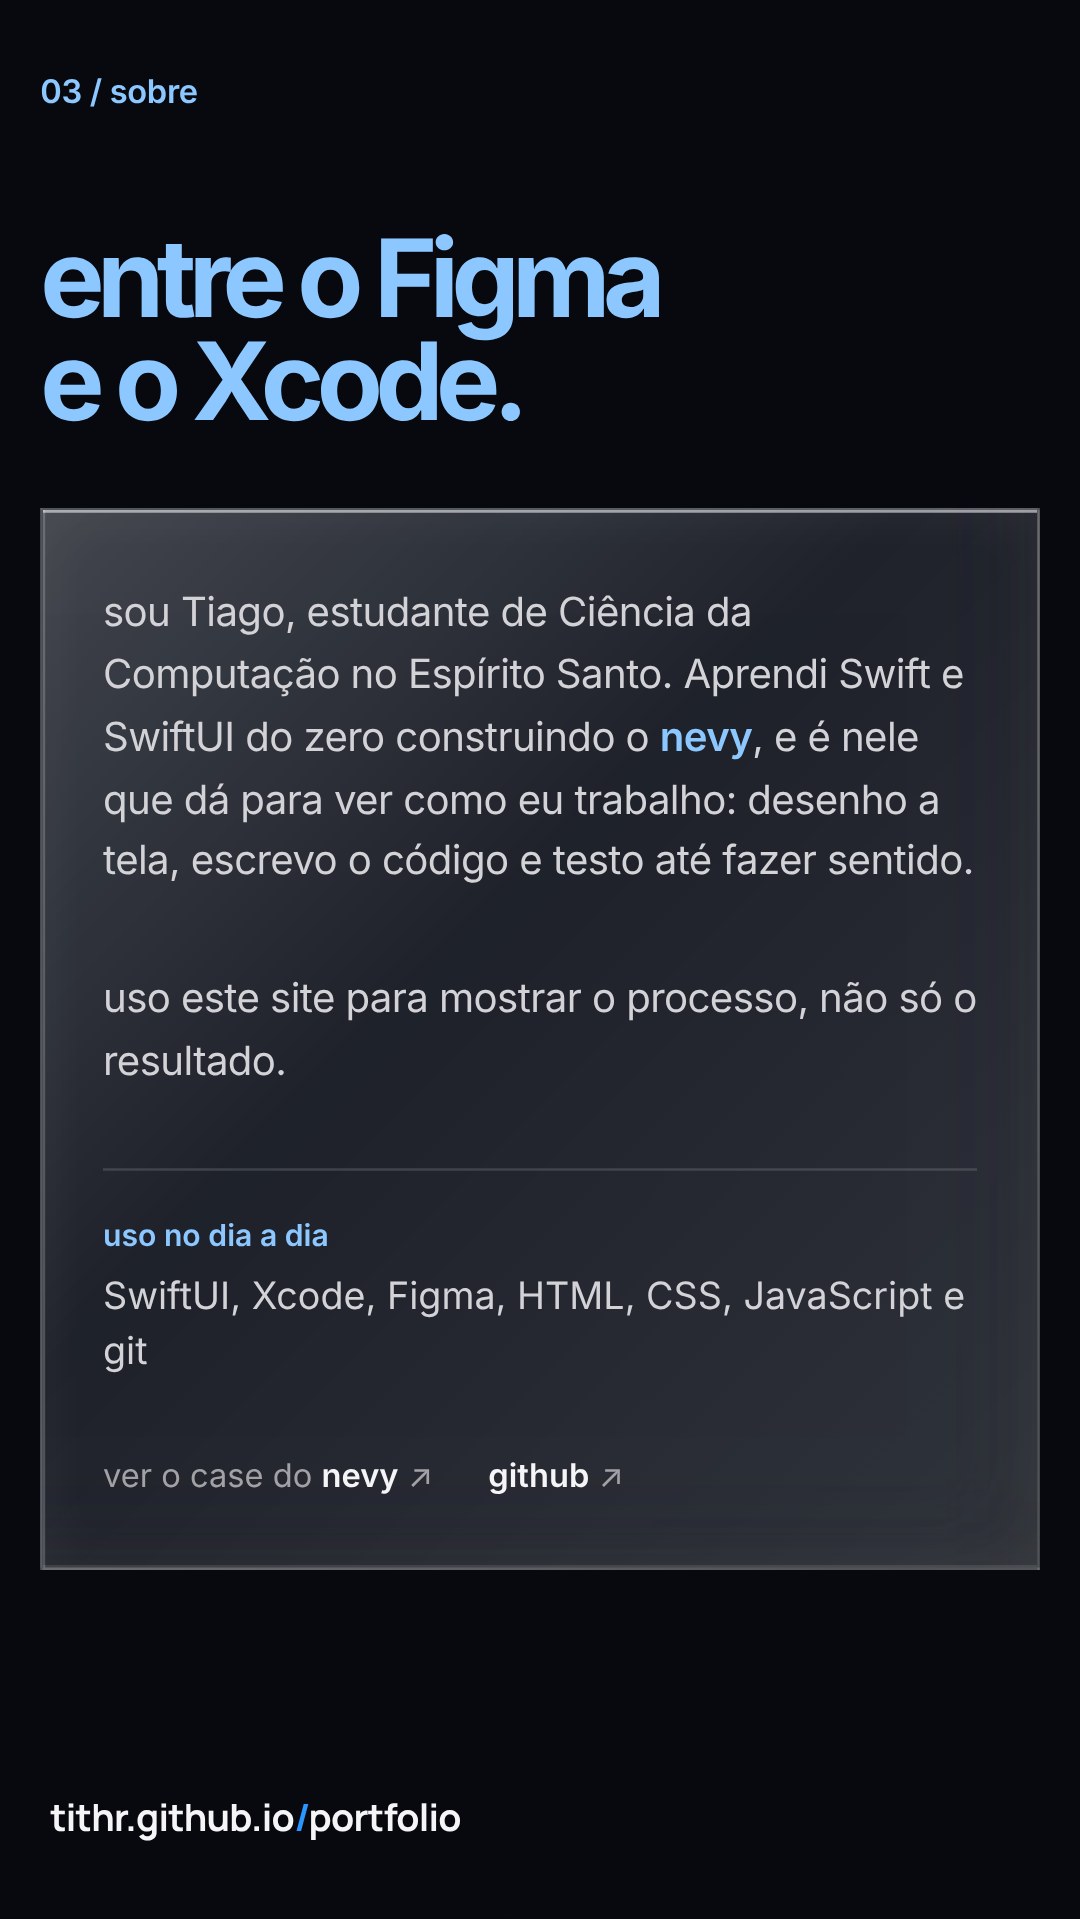 03 / sobre
entre o Figma
e o Xcode.
sou Tiago, estudante de Ciência da
Computação no Espírito Santo. Aprendi Swift e
SwiftUI do zero construindo o nevy, e é nele
que dá para ver como eu trabalho: desenho a
tela, escrevo o código e testo até fazer sentido.
uso este site para mostrar o processo, não só o
resultado.
uso no dia a dia
SwiftUI, Xcode, Figma, HTML, CSS, JavaScript e
git
ver o case do nevy ↗ github ↗
tithr.github.io/portfolio